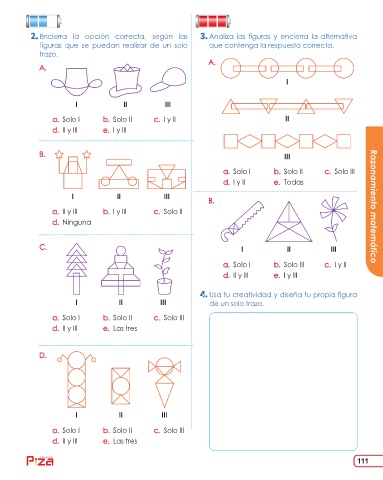 2. Encierra la opción correcta, según las
figuras que se puedan realizar de un solo
trazo.
A.
I II III
a. Solo I b. Solo II c. I y II
d. II y III e. I y III
B.
I II III
a. II y III b. I y III c. Solo II
d. Ninguna
C.
I II III
a. Solo I b. Solo II c. Solo III
d. II y III e. Las tres
D.
I II III
a. Solo I b. Solo II c. Solo III
d. II y III e. Las tres
3. Analiza las figuras y encierra la alternativa
que contenga la respuesta correcta.
A.
I
II
III
a. Solo I b. Solo II c. Solo III
d. I y II e. Todas
B.
I II III
a. Solo I b. Solo III c. I y II
d. II y III e. I y III
4. Usa tu creatividad y diseña tu propia figura
de un solo trazo.
Razonamiento matemático
Piza
111